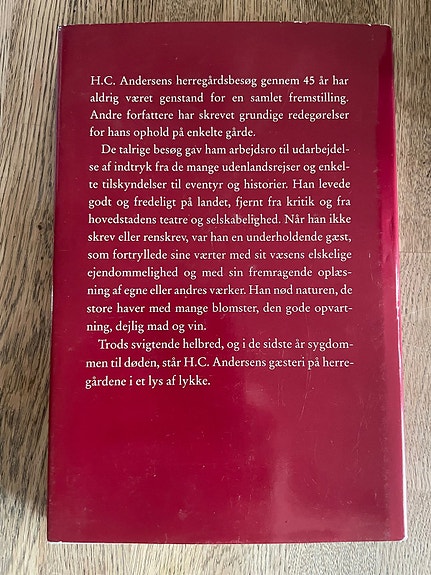 H.C. Andersens herregårdsbesøg gennem 45 år har
aldrig været genstand for en samlet fremstilling.
Andre forfattere har skrevet grundige redegørelser
for hans ophold på enkelte gårde.
De talrige besøg gav ham arbejdsro til udarbejdel-
se af indtryk fra de mange udenlandsrejser og enkel-
te tilskyndelser til eventyr og historier. Han levede
godt og fredeligt på landet, fjernt fra kritik og fra
hovedstadens teatre og selskabelighed. Når han ikke
skrev eller renskrev, var han en underholdende gæst,
som fortryllede sine værter med sit væsens elskelige
ejendommelighed og med sin fremragende oplæs-
ning af egne eller andres værker. Han nød naturen, de
store haver med mange blomster, den gode opvart-
ning, dejlig mad og vin.
Trods svigtende helbred, og i de sidste år sygdom-
men til døden, står H.C. Andersens gæsteri på herre-
gårdene i et lys af lykke.